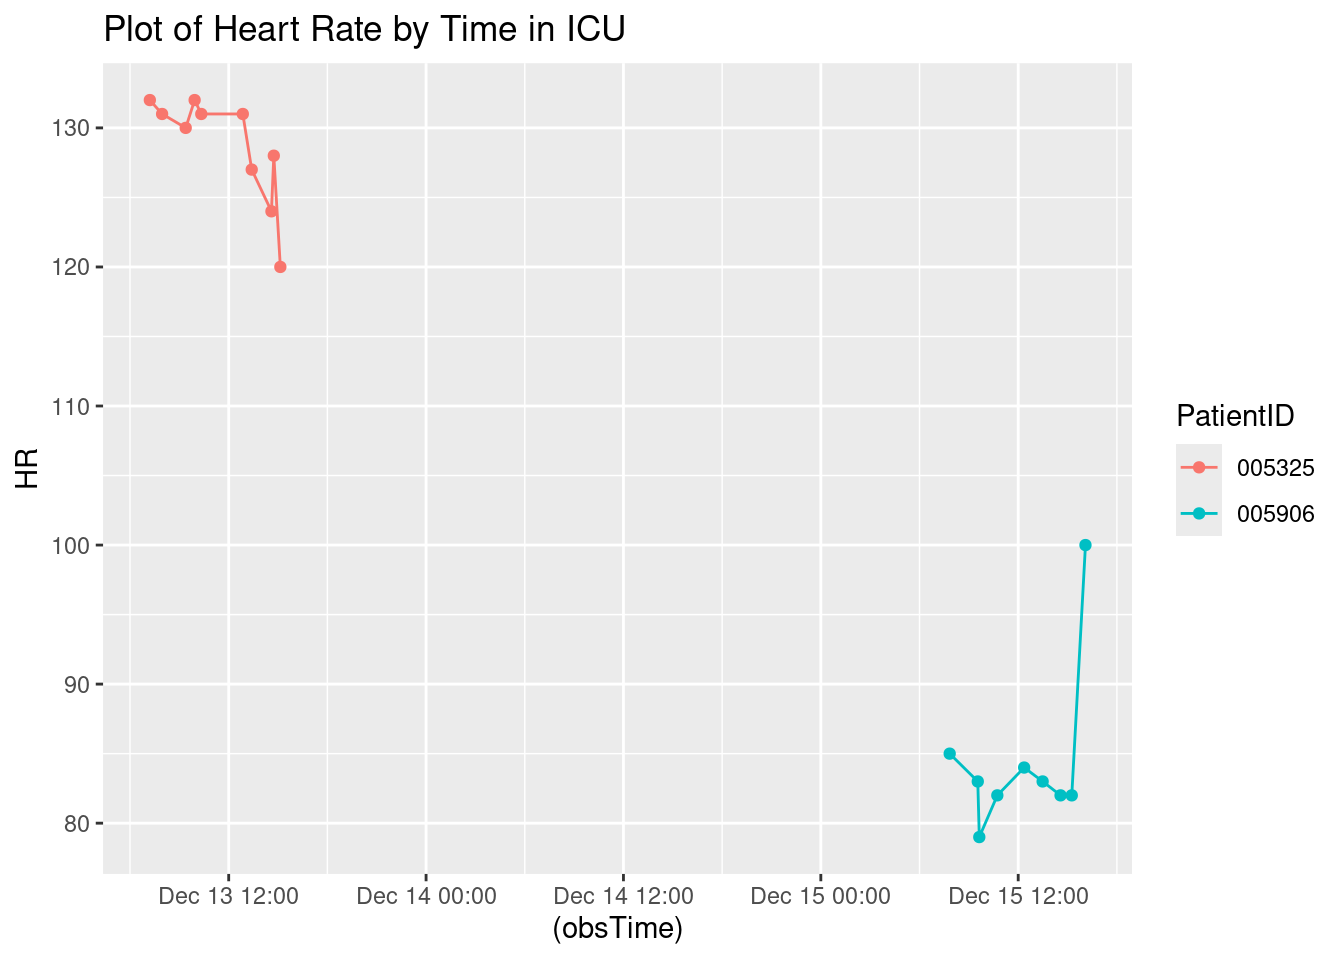 Plot of Heart Rate by Time in ICU
130
120
110
100
90
80
HR
Dec 13 12:00 Dec 14 00:00 Dec 14 12:00 Dec 15 00:00 Dec 15 12:00
(obsTime)
PatientID
005325
005906